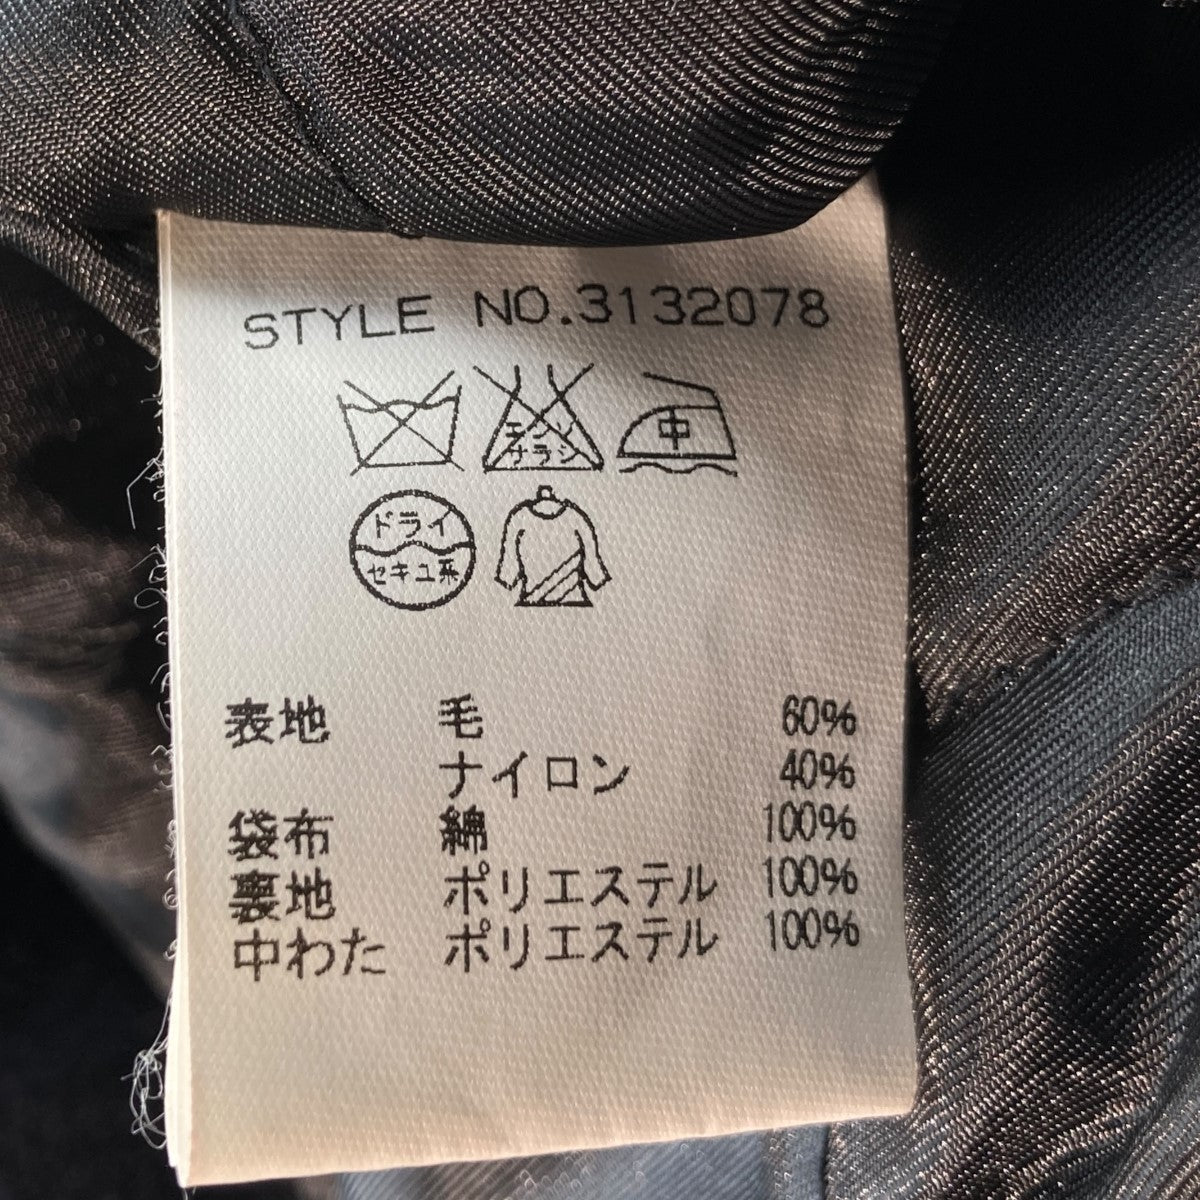 STYLE NO.3132078
エンソ
サラシ
中
ドライ
セキユ系
表地 毛 60%
ナイロン 40%
袋布 綿 100%
裏地 ポリエステル 100%
中わた ポリエステル 100%